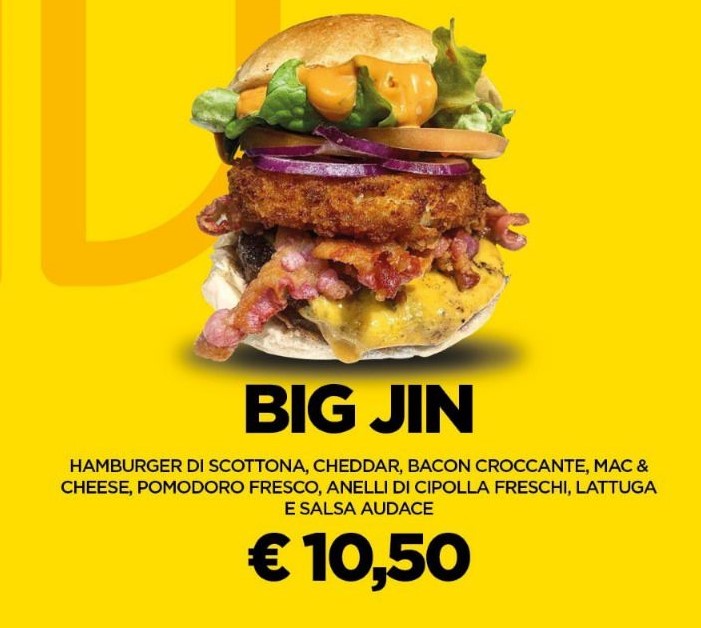 BIG JIN
HAMBURGER DI SCOTTONA, CHEDDAR, BACON CROCCANTE, MAC &
CHEESE, POMODORO FRESCO, ANELLI DI CIPOLLA FRESCHI, LATTUGA
E SALSA AUDACE
€ 10,50